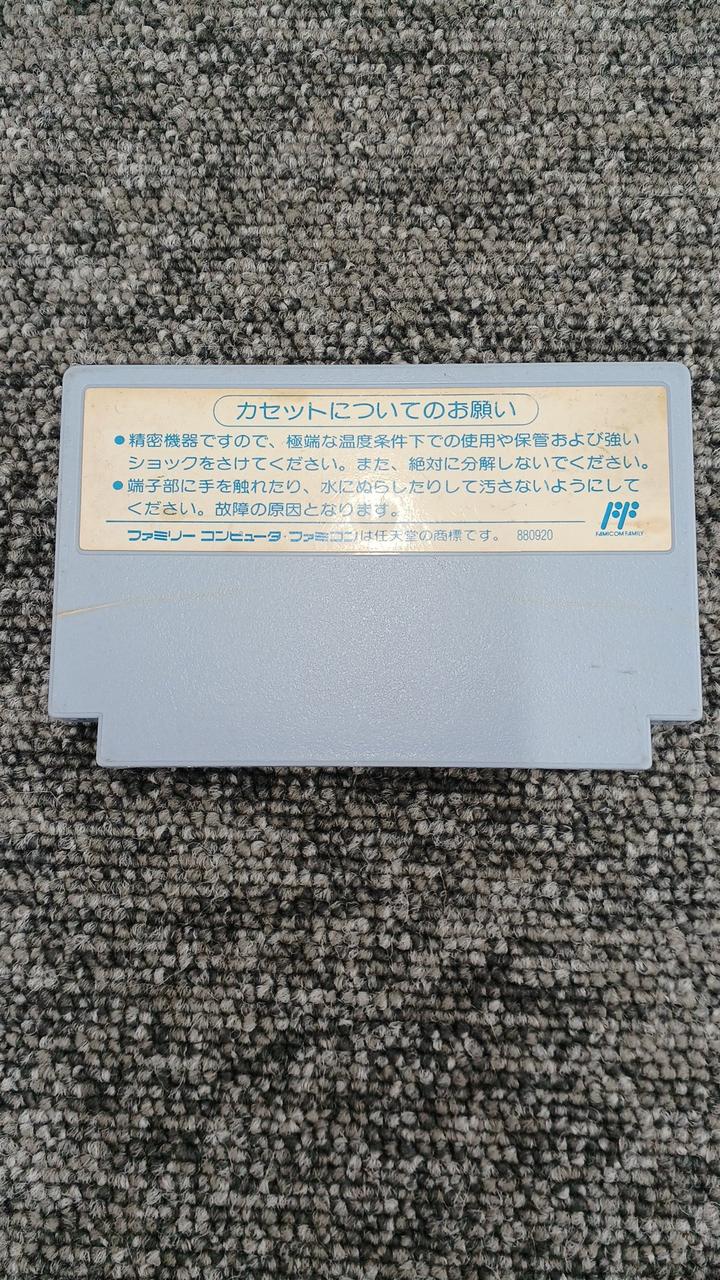 カセットについてのお願い
●精密機器ですので、極端な温度条件下での使用や保管および強い
ショックをさけてください。また、絶対に分解しないでください。
●端子部に手を触れたり、水にぬらしたりして汚さないようにして
ください。故障の原因となります。
FAMICOM FAMILY
ファミリー コンピュータ・ファミコンは任天堂の商標です。 880920